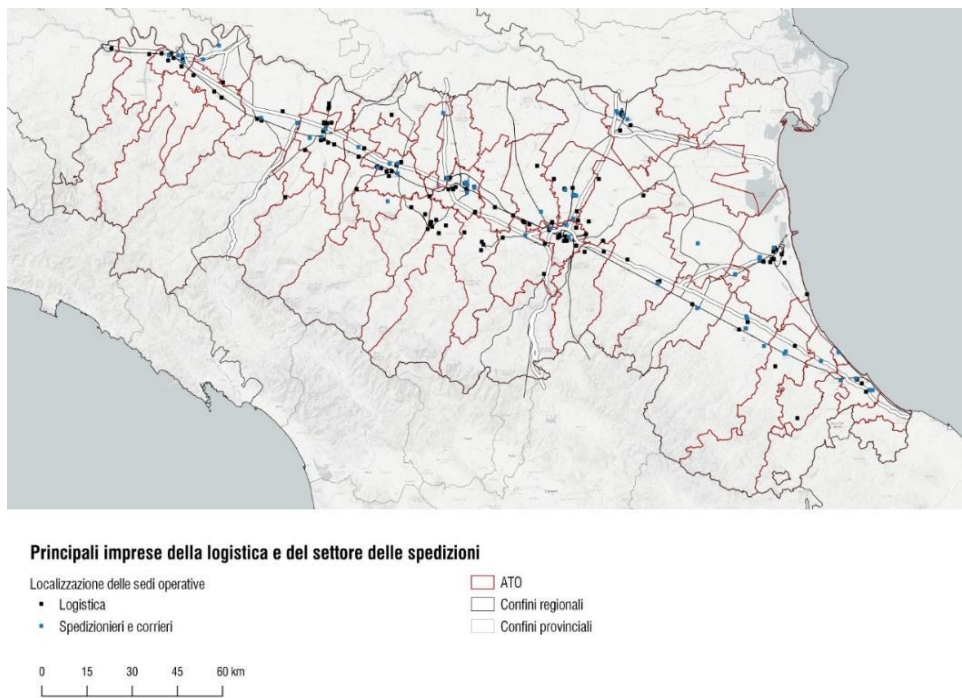 Principali imprese della logistica e del settore delle spedizioni
Localizzazione delle sedi operative
Logistica
Spedizionieri e corrieri
ATO
Confini regionali
Confini provinciali
0 15 30 45 60 km